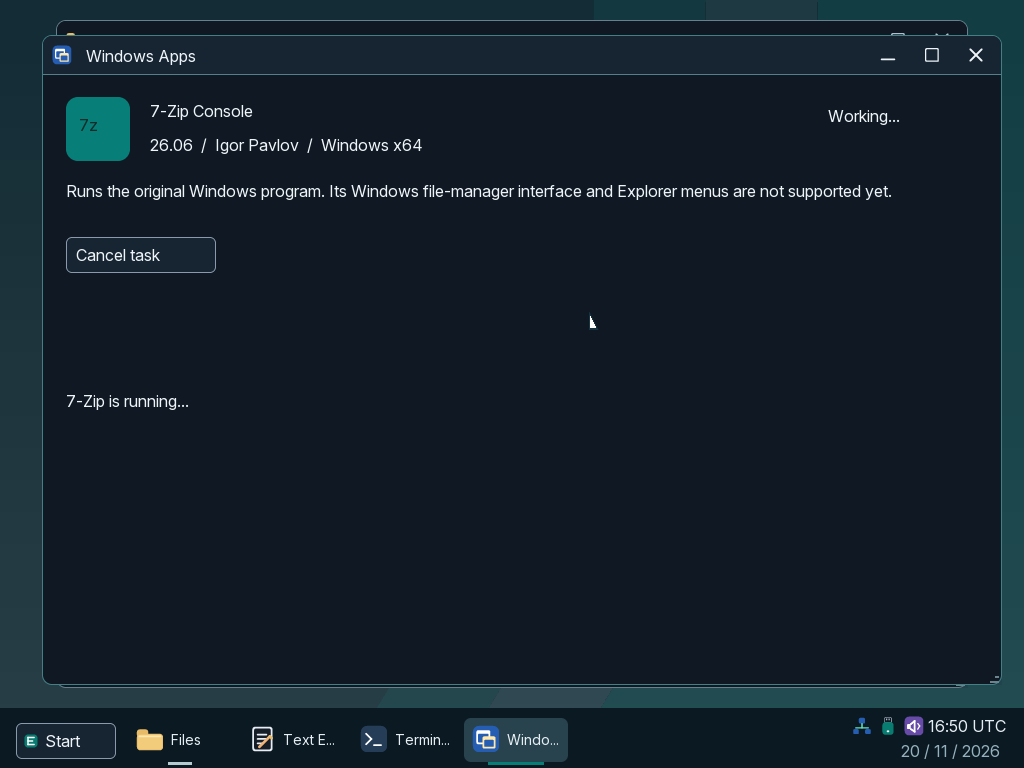 Windows Apps
7z
7-Zip Console
Working...
26.06 / Igor Pavlov / Windows x64
Runs the original Windows program. Its Windows file-manager interface and Explorer menus are not supported yet.
Cancel task
7-Zip is running...
E Start
Files
Text E...
Termin...
Windo...
16:50 UTC
20 / 11 / 2026